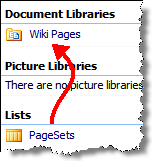 Document Libraries
Wiki Pages
Picture Libraries
There are no picture libraries
Lists
PageSets